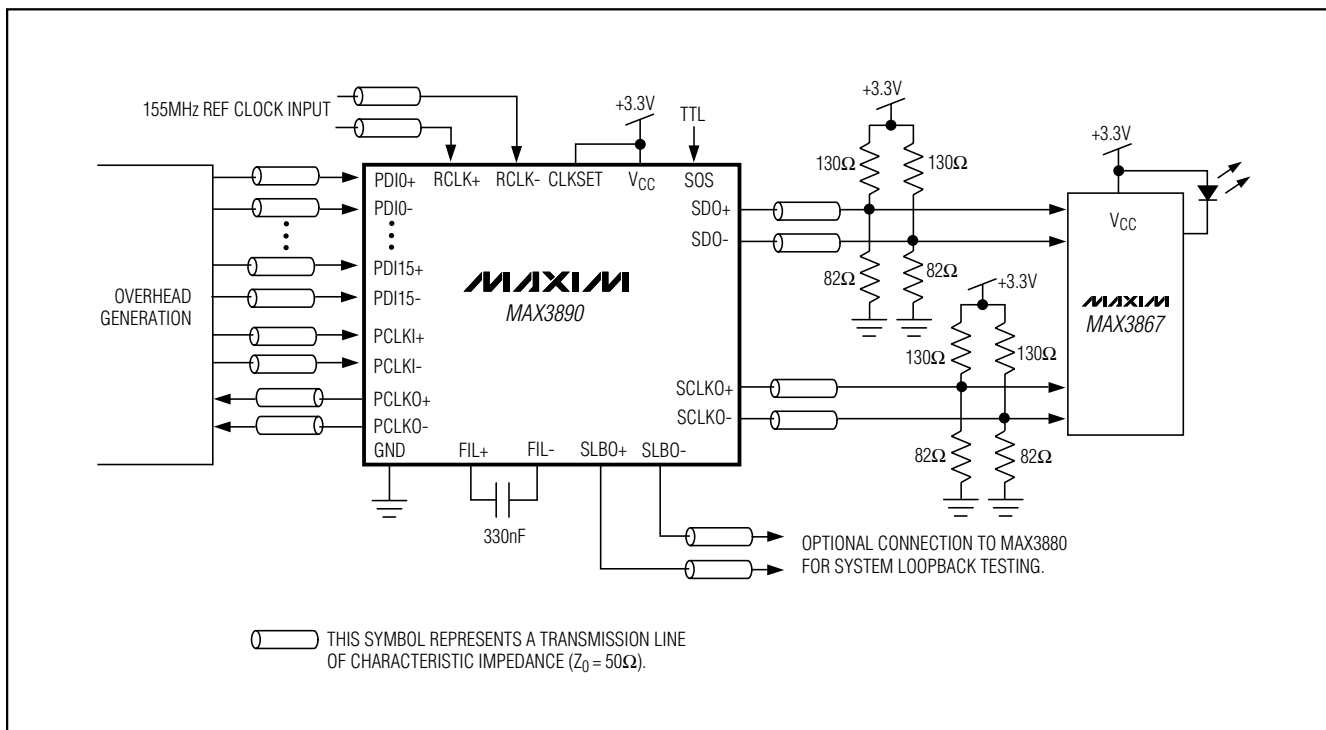 155MHz REF CLOCK INPUT
+3.3V
TTL
+3.3V
+3.3V
130Ω
130Ω
PDI0+
RCLK+
RCLK-
CLKSET
VCC
SOS
PDI0-
SDO+
SDO-
VCC
PDI15+
PDI15-
82Ω
82Ω
+3.3V
OVERHEAD
GENERATION
MAXIM
MAX3890
MAXIM
MAX3867
PCLKI+
PCLKI-
130Ω
130Ω
PCLKO+
PCLKO-
SCLKO+
SCLKO-
GND
FIL+
FIL-
SLBO+
SLBO-
82Ω
82Ω
330nF
OPTIONAL CONNECTION TO MAX3880
FOR SYSTEM LOOPBACK TESTING.
THIS SYMBOL REPRESENTS A TRANSMISSION LINE
OF CHARACTERISTIC IMPEDANCE (Z0 = 50Ω).